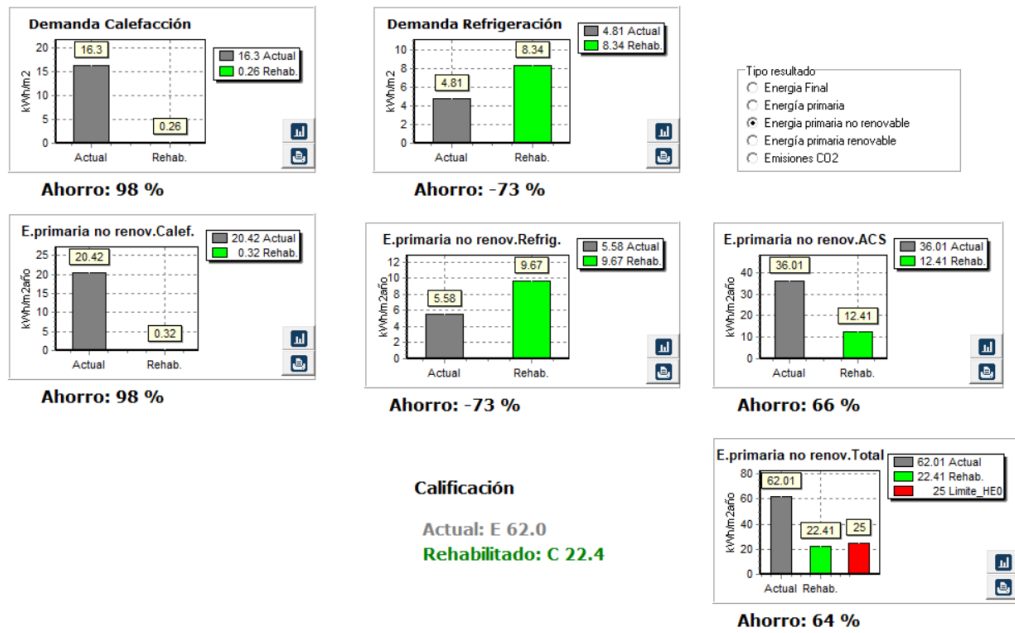 Demanda Calefacción
20
15
10
5
0
kWh/m2
16.3
0.26
Actual
Rehab.
16.3 Actual
0.26 Rehab.
Ahorro: 98 %
Demanda Refrigeración
10
8
6
4
2
0
kWh/m2
4.81
8.34
Actual
Rehab.
4.81 Actual
8.34 Rehab.
Ahorro: -73 %
Tipo resultado
Energia Final
Energía primaria
Energia primaria no renovable
Energía primaria renovable
Emisiones CO2
E.primaria no renov.Calef.
25
20
15
10
5
0
kWh/m2año
20.42
0.32
Actual
Rehab.
20.42 Actual
0.32 Rehab.
Ahorro: 98 %
E.primaria no renov.Refrig.
12
10
8
6
4
2
0
kWh/m2año
5.58
9.67
Actual
Rehab.
5.58 Actual
9.67 Rehab.
Ahorro: -73 %
E.primaria no renov.ACS
40
30
20
10
0
kWh/m2año
36.01
12.41
Actual
Rehab.
36.01 Actual
12.41 Rehab.
Ahorro: 66 %
Calificación
Actual: E 62.0
Rehabilitado: C 22.4
E.primaria no renov.Total
80
60
40
20
0
kWh/m2año
62.01
22.41
25
Actual
Rehab.
62.01 Actual
22.41 Rehab.
25 Limite_HE0
Ahorro: 64 %